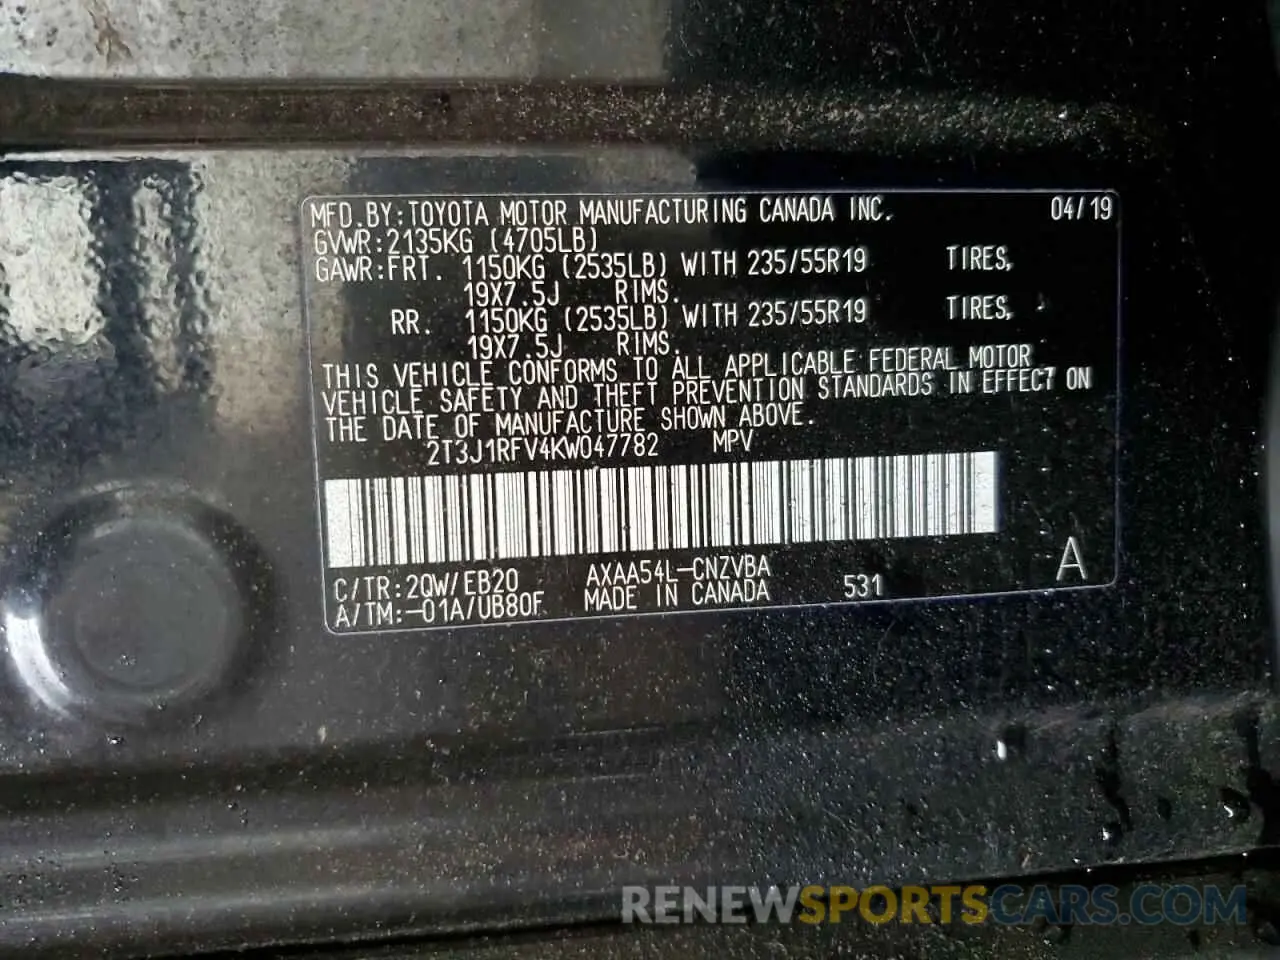 MFD.BY:TOYOTA MOTOR MANUFACTURING CANADA INC. 04/19
GVWR:2135KG (4705LB)
GAWR:FRT. 1150KG (2535LB) WITH 235/55R19 TIRES,
19X7.5J RIMS.
RR. 1150KG (2535LB) WITH 235/55R19 TIRES,
19X7.5J RIMS.
THIS VEHICLE CONFORMS TO ALL APPLICABLE FEDERAL MOTOR
VEHICLE SAFETY AND THEFT PREVENTION STANDARDS IN EFFECT ON
THE DATE OF MANUFACTURE SHOWN ABOVE.
2T3J1RFV4KW047782 MPV
C/TR:2QW/EB20 AXAA54L-CNZVBA
A/TM:-01A/UB80F MADE IN CANADA 531 A
RENEWSPORTSCARS.COM